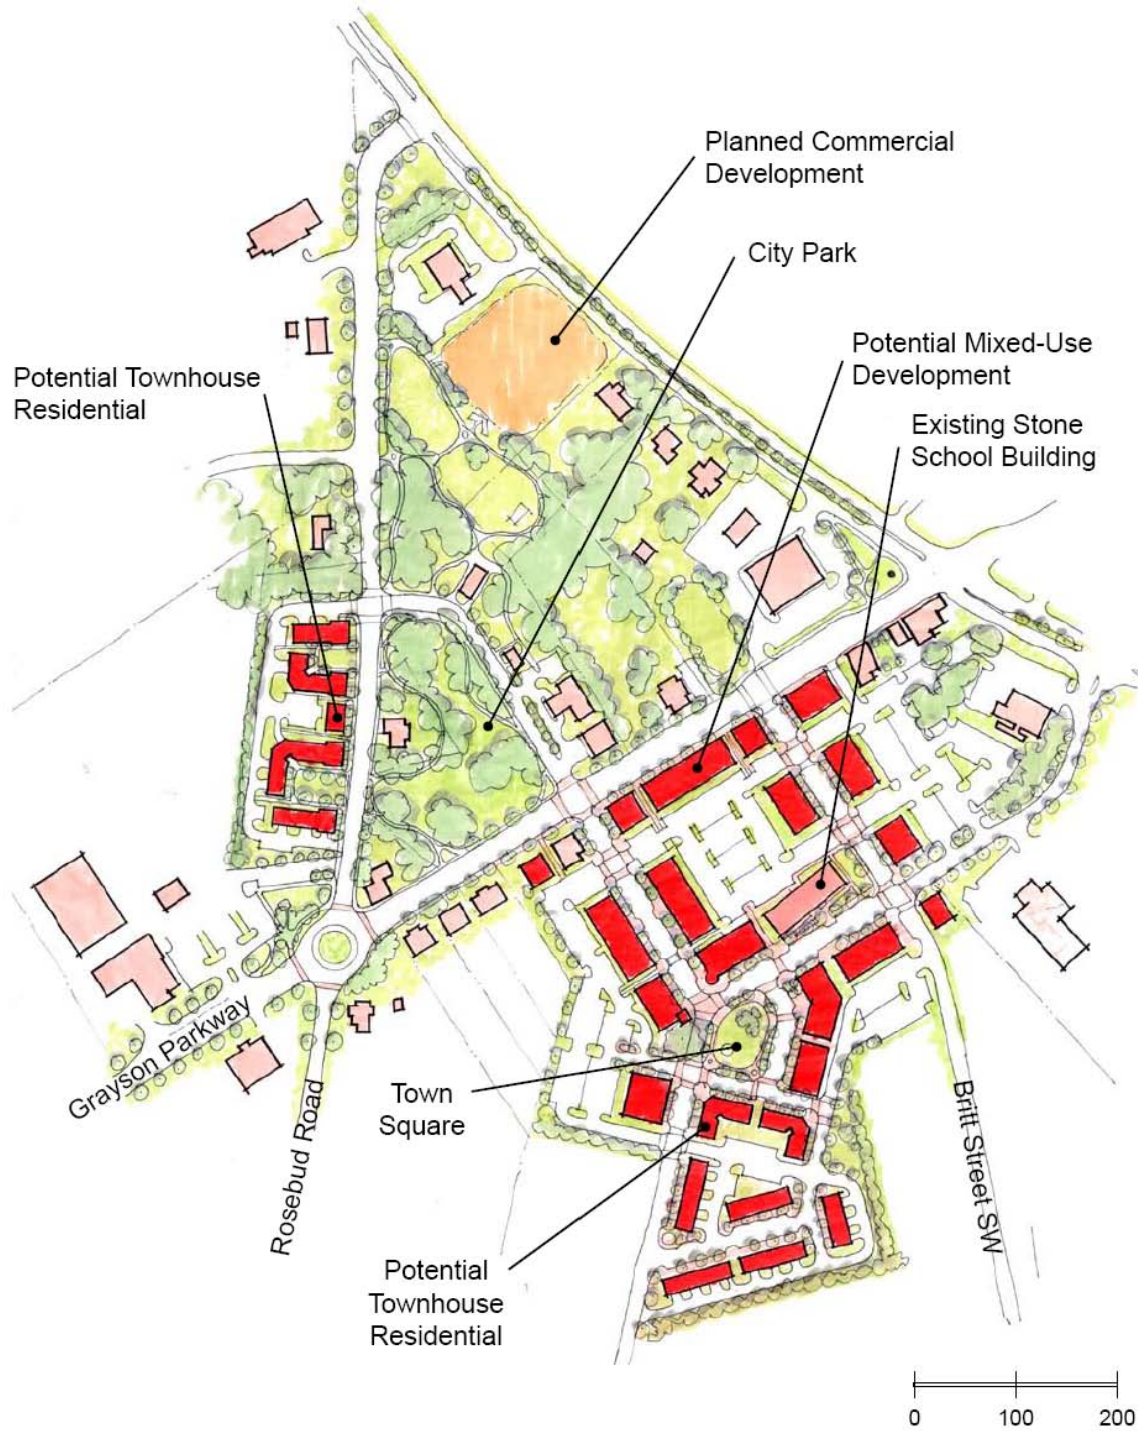 Planned Commercial
Development
City Park
Potential Mixed-Use
Development
Potential Townhouse
Residential
Existing Stone
School Building
Grayson Parkway
Rosebud Road
Town
Square
Britt Street SW
Potential
Townhouse
Residential
0 100 200